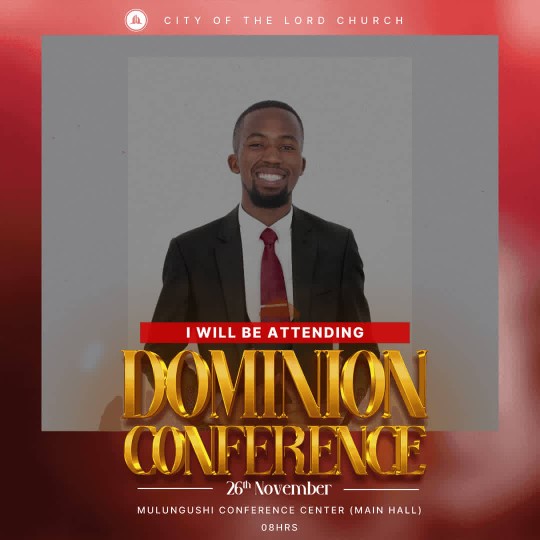 CITY OF THE LORD CHURCH
I WILL BE ATTENDING
DOMINION
CONFERENCE
26th November
MULUNGUSHI CONFERENCE CENTER (MAIN HALL)
08HRS